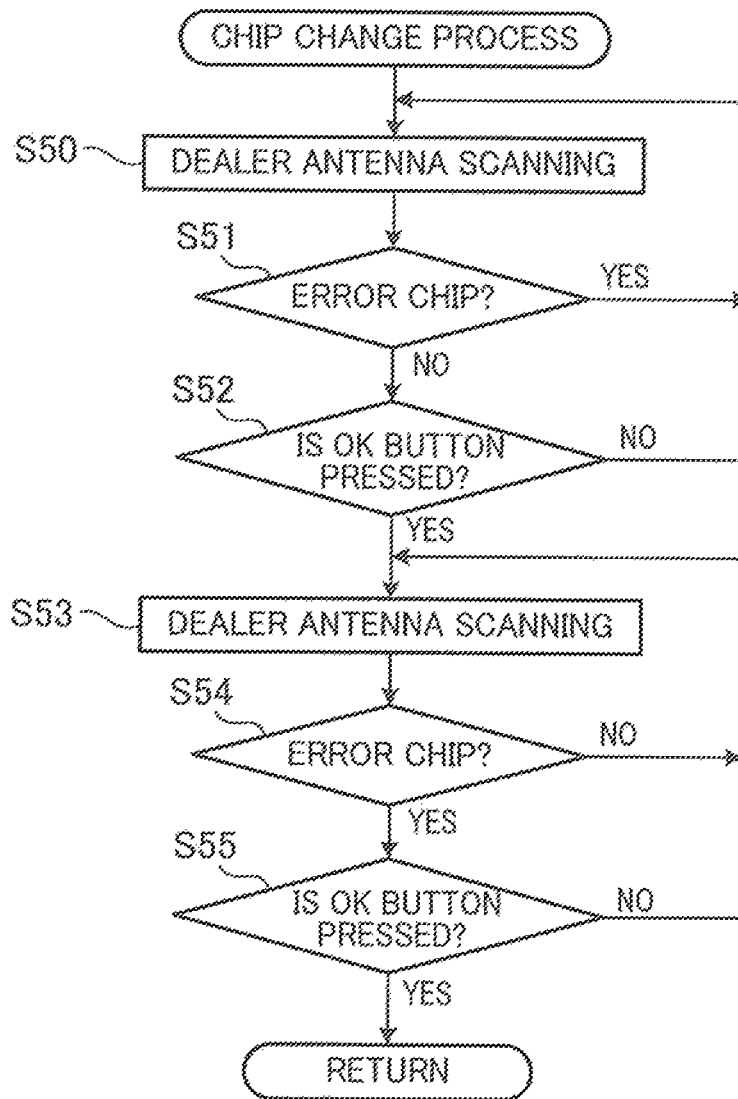 CHIP CHANGE PROCESS
S50
DEALER ANTENNA SCANNING
S51
ERROR CHIP?
YES
NO
S52
IS OK BUTTON
PRESSED?
NO
YES
S53
DEALER ANTENNA SCANNING
S54
ERROR CHIP?
NO
YES
S55
IS OK BUTTON
PRESSED?
NO
YES
RETURN